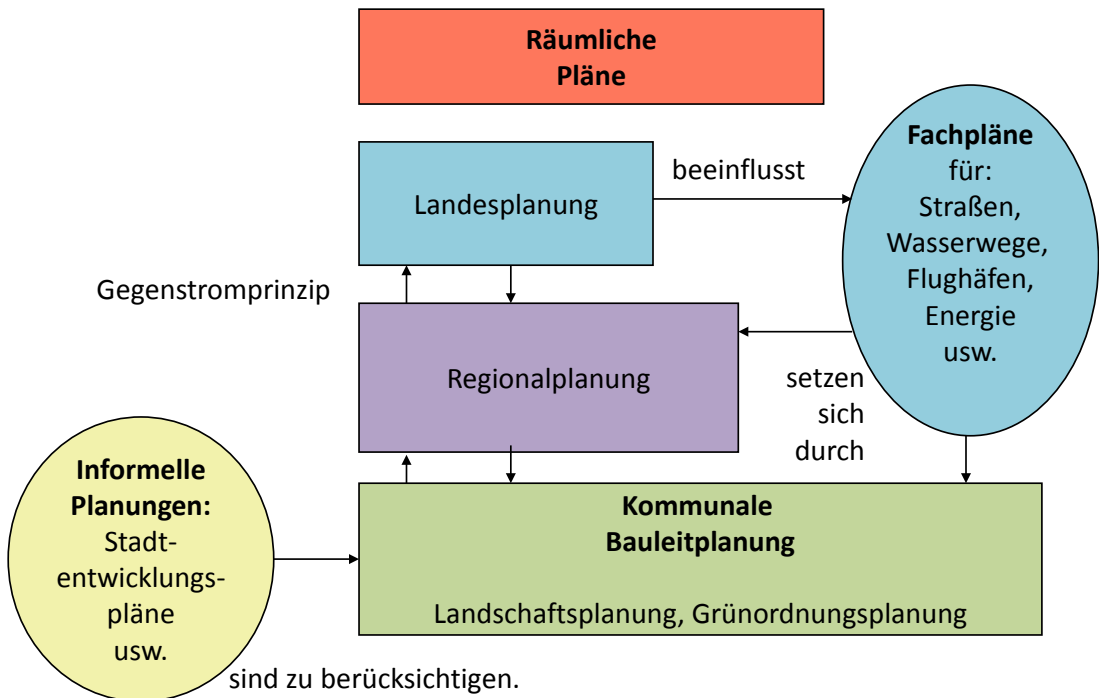 Räumliche
Pläne
Landesplanung
beeinflusst
Fachpläne
für:
Straßen,
Wasserwege,
Flughäfen,
Energie
usw.
Gegenstromprinzip
Regionalplanung
setzen
sich
durch
Informelle
Planungen:
Stadt-
entwicklungs-
pläne
usw.
Kommunale
Bauleitplanung
Landschaftsplanung, Grünordnungsplanung
sind zu berücksichtigen.